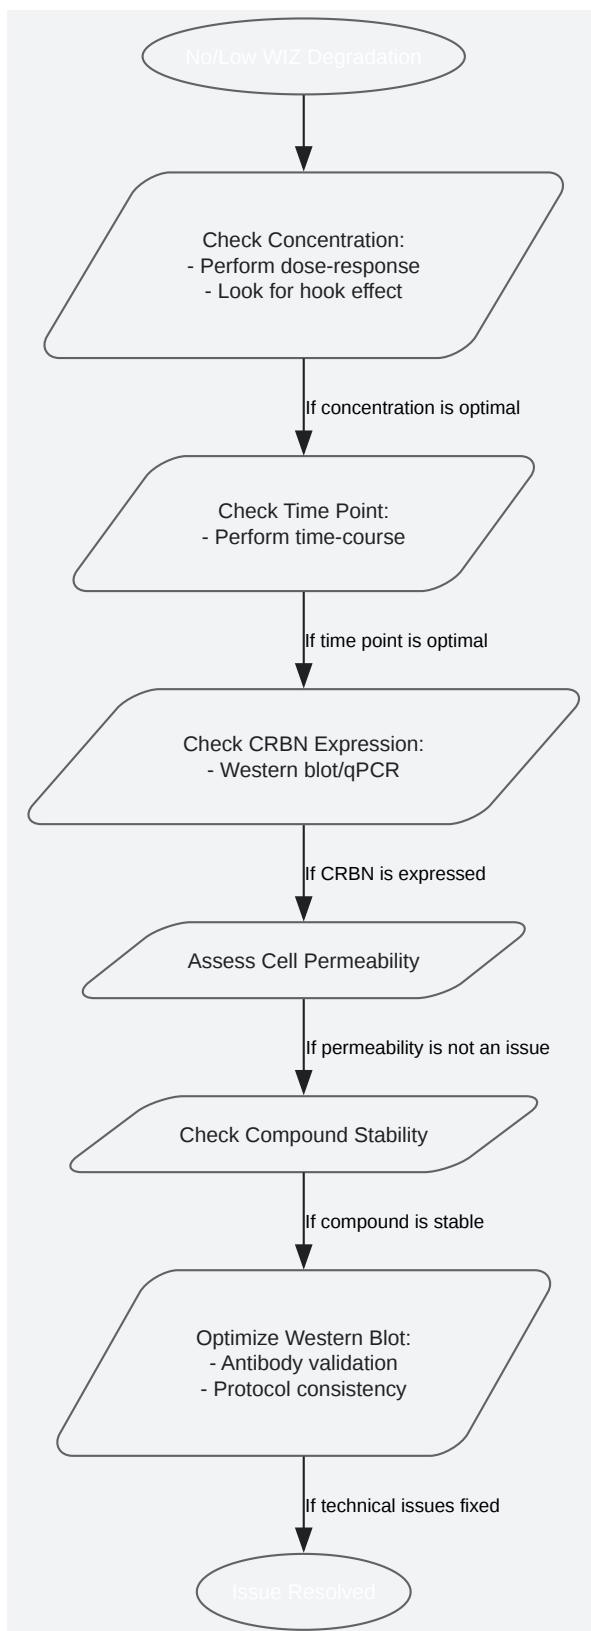 No/Low WIZ Degradation
Check Concentration:
- Perform dose-response
- Look for hook effect
If concentration is optimal
Check Time Point:
- Perform time-course
If time point is optimal
Check CRBN Expression:
- Western blot/qPCR
If CRBN is expressed
Assess Cell Permeability
If permeability is not an issue
Check Compound Stability
If compound is stable
Optimize Western Blot:
- Antibody validation
- Protocol consistency
If technical issues fixed
Issue Resolved